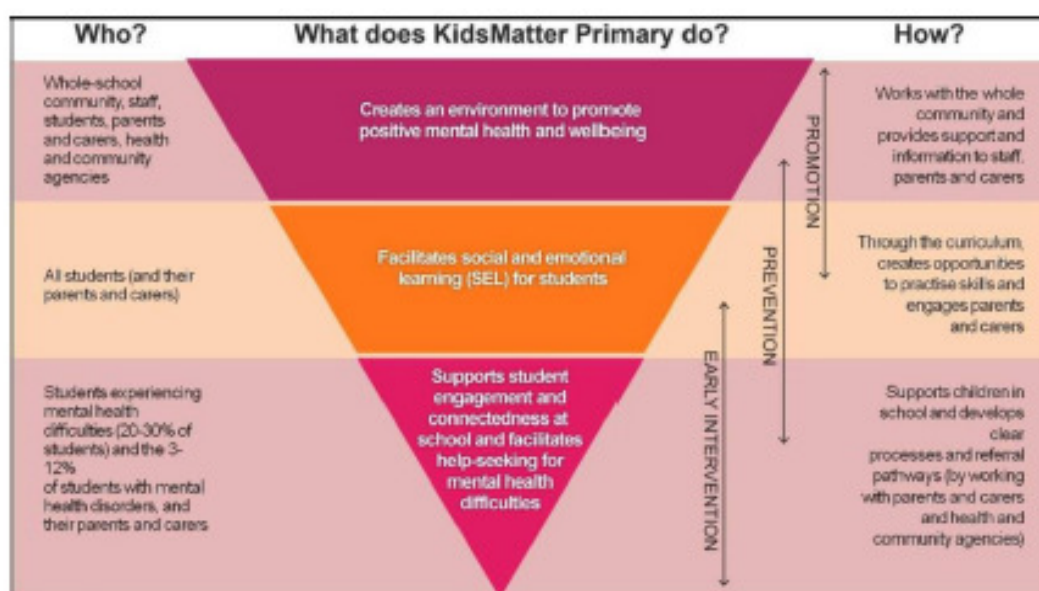 Who?
What does KidsMatter Primary do?
How?
Whole-school
community, staff,
students, parents
and carers, health
and community
agencies
Creates an environment to promote
positive mental health and wellbeing
PROMOTION
Works with the whole
community and
provides support and
information to staff,
parents and carers
All students (and their
parents and carers)
Facilitates social and emotional
learning (SEL) for students
PREVENTION
Through the curriculum,
creates opportunities
to practise skills and
engages parents
and carers
Students experiencing
mental health
difficulties (20-30% of
students) and the 3-
12%
of students with mental
health disorders, and
their parents and carers
Supports student
engagement and
connectedness at
school and facilitates
help-seeking for
mental health
difficulties
EARLY INTERVENTION
Supports children in
school and develops
clear
processes and referral
pathways (by working
with parents and carers
and health and
community agencies)